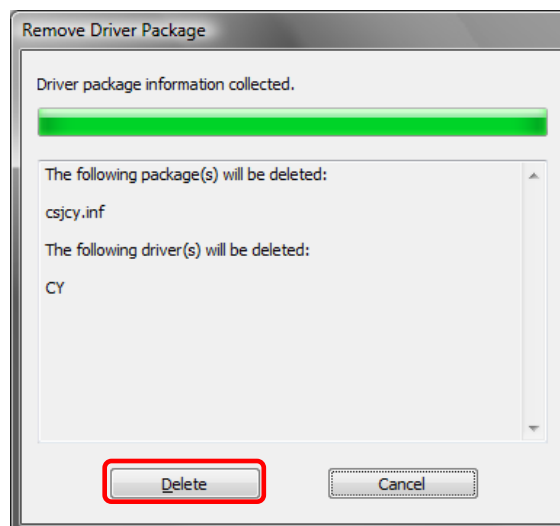 Remove Driver Package
Driver package information collected.
The following package(s) will be deleted:
csjcy.inf
The following driver(s) will be deleted:
CY
Delete
Cancel